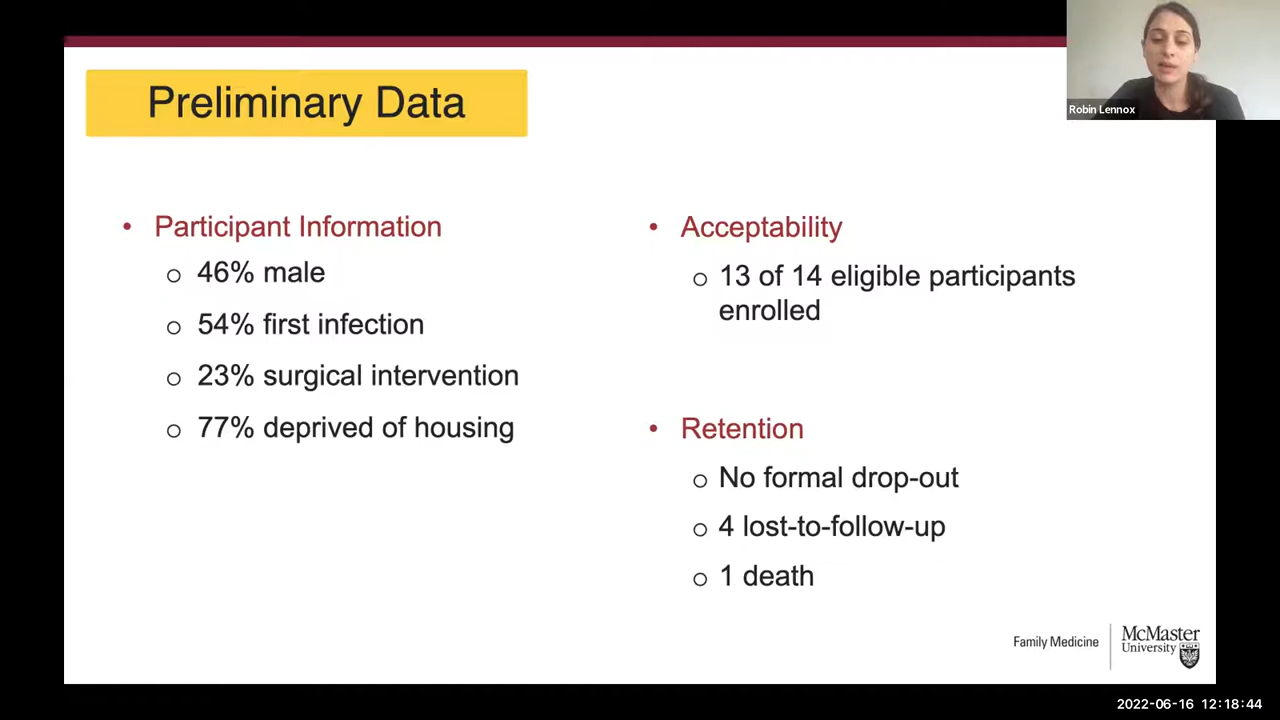 Preliminary Data
Robin Lennox
• Participant Information
o 46% male
o 54% first infection
o 23% surgical intervention
o 77% deprived of housing
• Acceptability
o 13 of 14 eligible participants
enrolled
• Retention
o No formal drop-out
o 4 lost-to-follow-up
o 1 death
Family Medicine
McMaster
University
2022-06-16 12:18:44